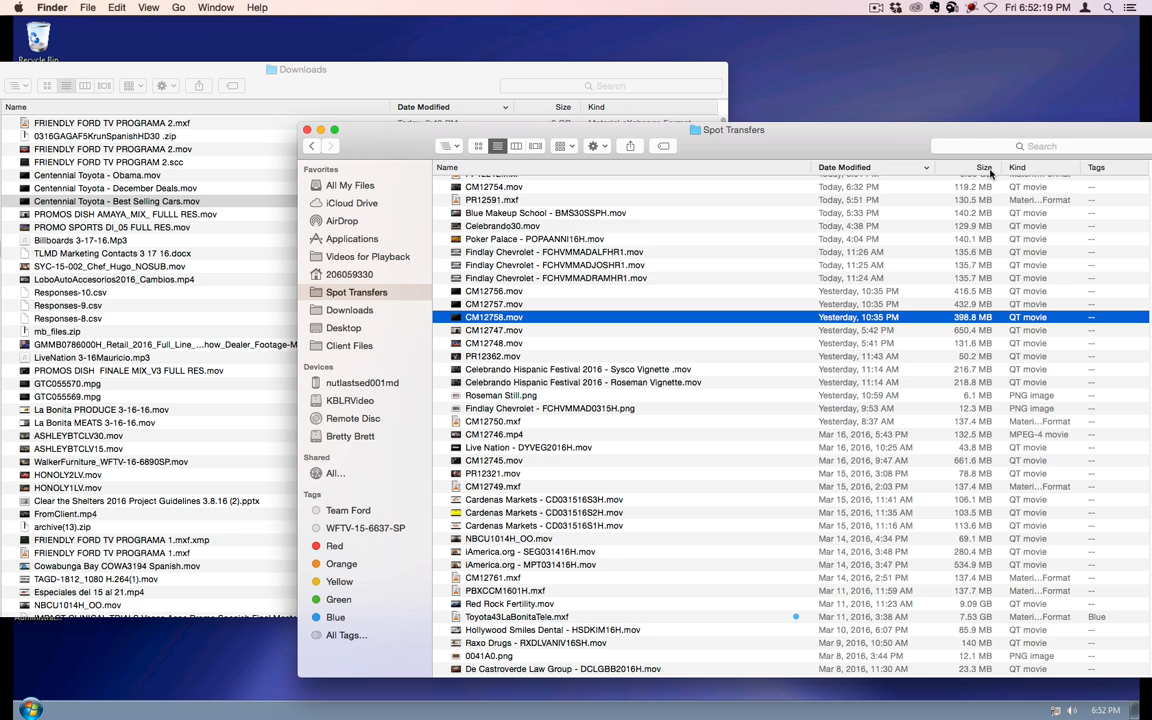 Finder File Edit View Go Window Help Fri 6:52:19 PM
Recycle Bin
Downloads
Search
Name Date Modified Size Kind
FRIENDLY FORD TV PROGRAMA 2.mxf
0316GAGAF5KrunSpanishHD30 .zip
FRIENDLY FORD TV PROGRAMA 2.mov
FRIENDLY FORD TV PROGRAM 2.scc
Centennial Toyota - Obama.mov
Centennial Toyota - December Deals.mov
Centennial Toyota - Best Selling Cars.mov
PROMOS DISH AMAYA_MIX_ FULLL RES.mov
PROMO SPORTS DI_05 FULL RES.mov
Billboards 3-17-16.Mp3
TLMD Marketing Contacts 3 17 16.docx
SYC-15-002_Chef_Hugo_NOSUB.mov
LoboAutoAccesorios2016_Cambios.mp4
Responses-10.csv
Responses-9.csv
Responses-8.csv
mb_files.zip
GMMB0786000H_Retail_2016_Full_Line_...how_Dealer_Footage-M
LiveNation 3-16Mauricio.mp3
PROMOS DISH FINALE MIX_V3 FULL RES.mov
GTC055570.mpg
GTC055569.mpg
La Bonita PRODUCE 3-16-16.mov
La Bonita MEATS 3-16-16.mov
ASHLEYBTCLV30.mov
ASHLEYBTCLV15.mov
WalkerFurniture_WFTV-16-6890SP.mov
HONOLY2LV.mov
HONOLY1LV.mov
Clear the Shelters 2016 Project Guidelines 3.8.16 (2).pptx
FromClient.mp4
archive(13).zip
FRIENDLY FORD TV PROGRAMA 1.mxf.xmp
FRIENDLY FORD TV PROGRAMA 1.mxf
Cowabunga Bay COWA3194 Spanish.mov
TAGD-1812_1080 H.264(1).mov
Especiales del 15 al 21.mp4
NBCU1014H_OO.mov
Spot Transfers
Search
Favorites
All My Files
iCloud Drive
AirDrop
Applications
Videos for Playback
206059330
Spot Transfers
Downloads
Desktop
Client Files
Devices
nutlastsed001md
KBLRVideo
Remote Disc
Bretty Brett
Shared
All...
Tags
Team Ford
WFTV-15-6637-SP
Red
Orange
Yellow
Green
Blue
All Tags...
Name Date Modified Size Kind Tags
CM12754.mov Today, 6:32 PM 119.2 MB QT movie --
PR12591.mxf Today, 5:51 PM 130.5 MB Materi...Format --
Blue Makeup School - BMS30SSPH.mov Today, 5:33 PM 140.2 MB QT movie --
Celebrando30.mov Today, 4:38 PM 129.9 MB QT movie --
Poker Palace - POPAANNI16H.mov Today, 4:04 PM 140.1 MB QT movie --
Findlay Chevrolet - FCHVMMADALFHR1.mov Today, 11:26 AM 135.6 MB QT movie --
Findlay Chevrolet - FCHVMMADJOSHR1.mov Today, 11:25 AM 135.7 MB QT movie --
Findlay Chevrolet - FCHVMMADRAMHR1.mov Today, 11:24 AM 135.7 MB QT movie --
CM12756.mov Yesterday, 10:35 PM 416.5 MB QT movie --
CM12757.mov Yesterday, 10:35 PM 432.9 MB QT movie --
CM12758.mov Yesterday, 10:35 PM 398.8 MB QT movie --
CM12747.mov Yesterday, 5:42 PM 650.4 MB QT movie --
CM12748.mov Yesterday, 5:41 PM 131.6 MB QT movie --
PR12362.mov Yesterday, 11:43 AM 50.2 MB QT movie --
Celebrando Hispanic Festival 2016 - Sysco Vignette .mov Yesterday, 11:14 AM 216.7 MB QT movie --
Celebrando Hispanic Festival 2016 - Roseman Vignette.mov Yesterday, 11:14 AM 218.8 MB QT movie --
Roseman Still.png Yesterday, 10:59 AM 6.1 MB PNG image --
Findlay Chevrolet - FCHVMMAD0315H.png Yesterday, 9:53 AM 12.3 MB PNG image --
CM12750.mxf Yesterday, 8:37 AM 137.4 MB Materi...Format --
CM12746.mp4 Mar 16, 2016, 5:43 PM 132.5 MB MPEG-4 movie --
Live Nation - DYVEG2016H.mov Mar 16, 2016, 10:25 AM 43.8 MB QT movie --
CM12745.mov Mar 16, 2016, 9:47 AM 661.6 MB QT movie --
PR12321.mov Mar 15, 2016, 3:08 PM 78.8 MB QT movie --
CM12749.mxf Mar 15, 2016, 2:03 PM 137.4 MB Materi...Format --
Cardenas Markets - CD031516S3H.mov Mar 15, 2016, 11:41 AM 106.1 MB QT movie --
Cardenas Markets - CD031516S2H.mov Mar 15, 2016, 11:35 AM 103.5 MB QT movie --
Cardenas Markets - CD031516S1H.mov Mar 15, 2016, 11:16 AM 113.6 MB QT movie --
NBCU1014H_OO.mov Mar 14, 2016, 4:34 PM 69.1 MB QT movie --
iAmerica.org - SEG031416H.mov Mar 14, 2016, 3:48 PM 280.4 MB QT movie --
iAmerica.org - MPT031416H.mov Mar 14, 2016, 3:47 PM 534.9 MB QT movie --
CM12761.mxf Mar 14, 2016, 2:51 PM 137.4 MB Materi...Format --
PBXCCM1601H.mxf Mar 11, 2016, 11:59 AM 137.7 MB Materi...Format --
Red Rock Fertility.mov Mar 11, 2016, 11:23 AM 9.09 GB QT movie --
Toyota43LaBonitaTele.mxf Mar 11, 2016, 3:38 AM 7.53 GB Materi...Format Blue
Hollywood Smiles Dental - HSDKIM16H.mov Mar 10, 2016, 6:07 PM 85.9 MB QT movie --
Raxo Drugs - RXDLVANIV16SH.mov Mar 9, 2016, 10:50 AM 140 MB QT movie --
0041A0.png Mar 8, 2016, 3:44 PM 12.1 MB PNG image --
De Castroverde Law Group - DCLGBB2016H.mov Mar 8, 2016, 11:30 AM 23.3 MB QT movie --
6:52 PM